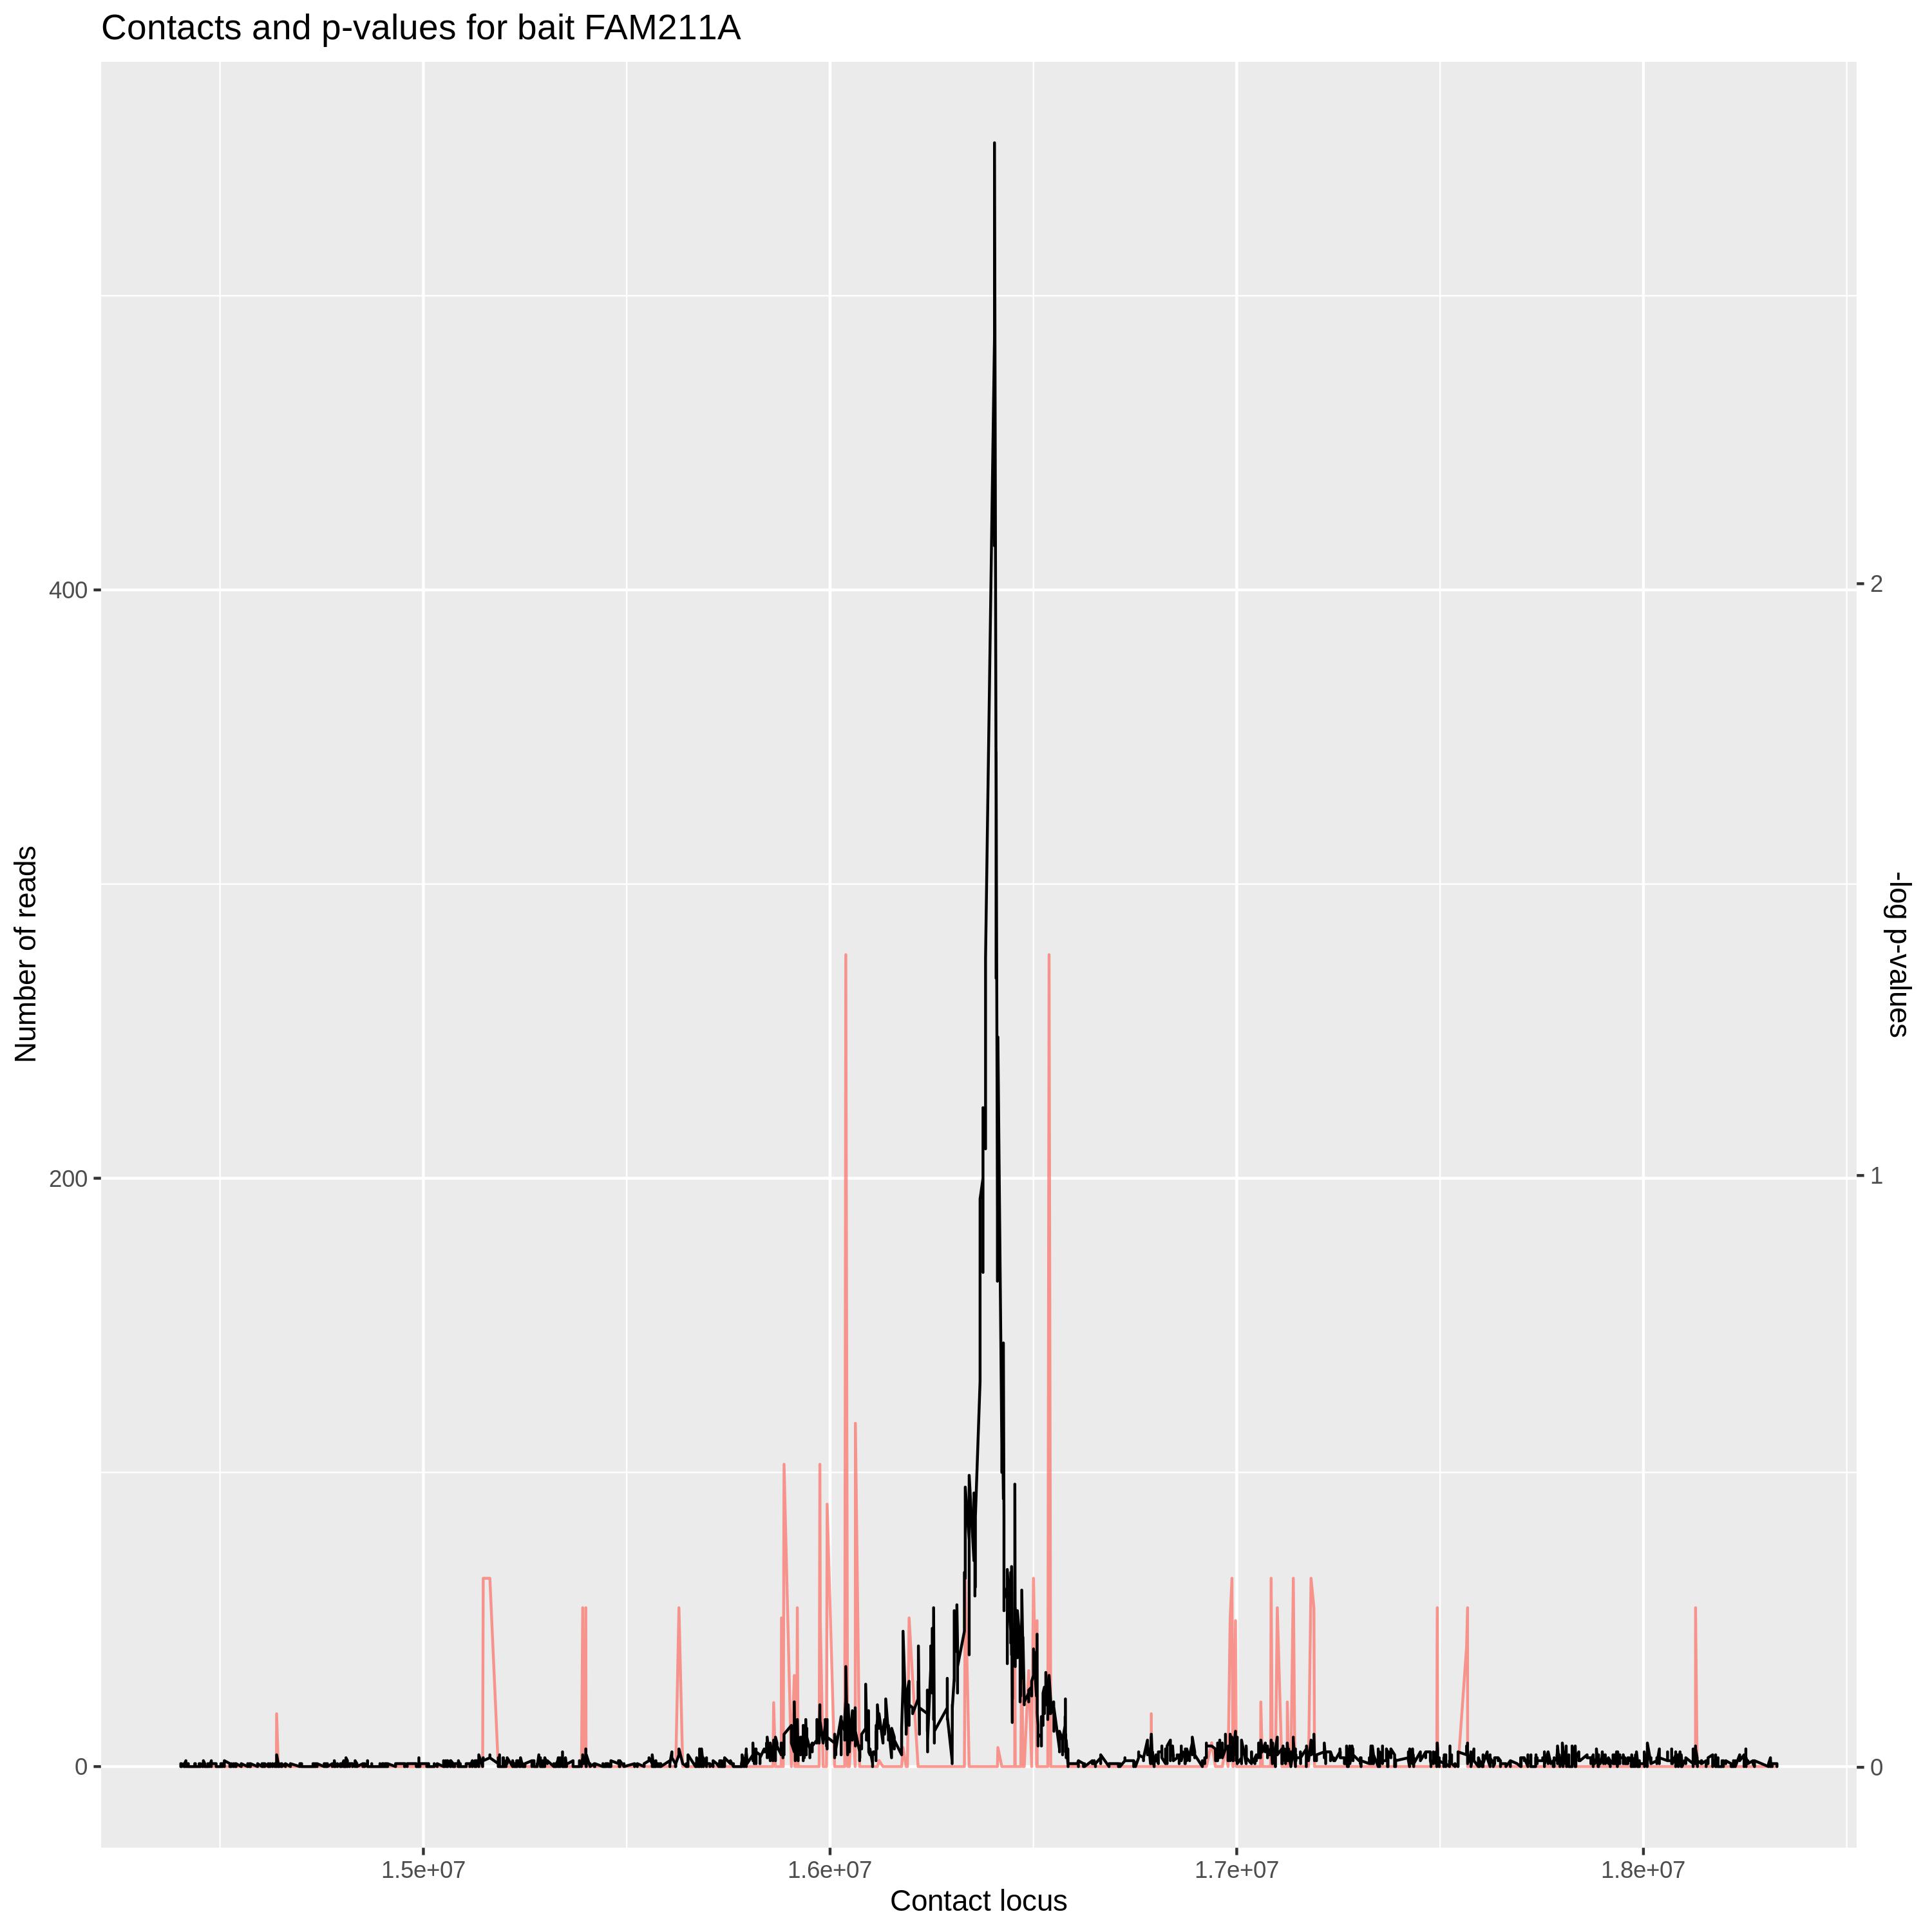 Contacts and p-values for bait FAM211A
Number of reads
400
200
0
2
1
0
-log p-values
1.5e+07
1.6e+07
1.7e+07
1.8e+07
Contact locus